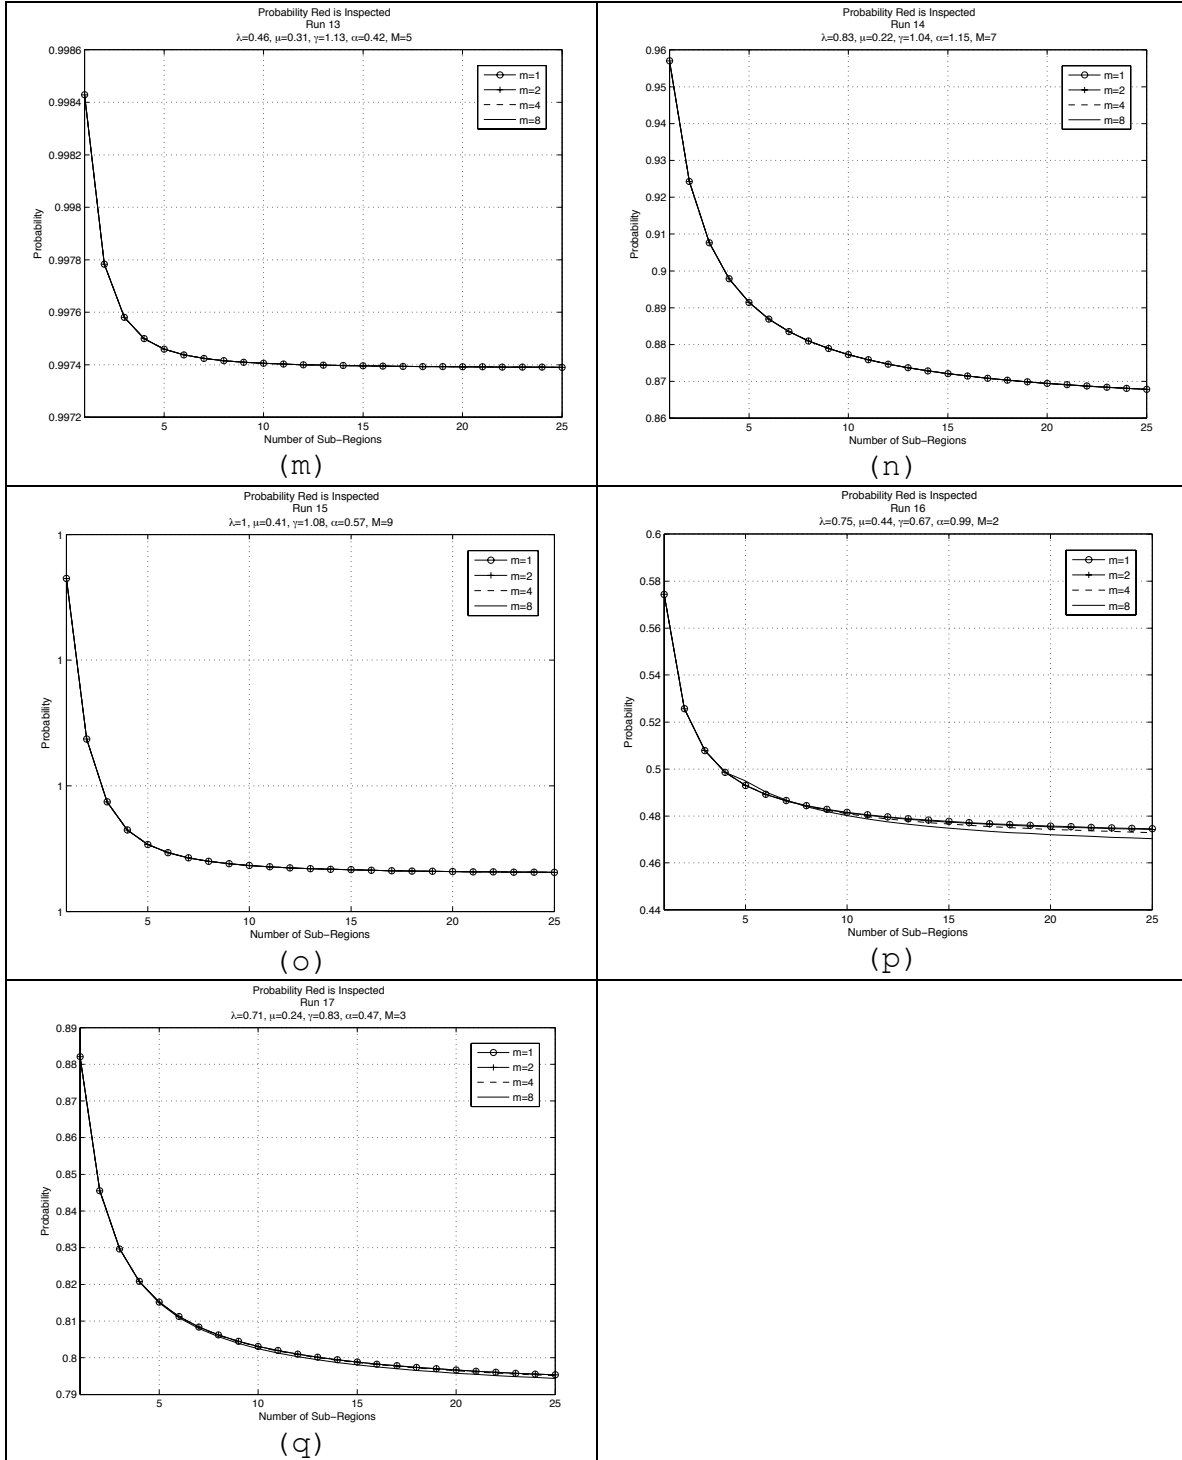 Probability Red is Inspected
Run 13
λ=0.46, μ=0.31, γ=1.13, α=0.42, M=5
0.9986
0.9984
0.9982
0.998
0.9978
0.9976
0.9974
0.9972
Probability
m=1
m=2
m=4
m=8
5 10 15 20 25
Number of Sub-Regions
(m)
Probability Red is Inspected
Run 14
λ=0.83, μ=0.22, γ=1.04, α=1.15, M=7
0.96
0.95
0.94
0.93
0.92
0.91
0.9
0.89
0.88
0.87
0.86
Probability
m=1
m=2
m=4
m=8
5 10 15 20 25
Number of Sub-Regions
(n)
Probability Red is Inspected
Run 15
λ=1, μ=0.41, γ=1.08, α=0.57, M=9
1
1
1
1
Probability
m=1
m=2
m=4
m=8
5 10 15 20 25
Number of Sub-Regions
(o)
Probability Red is Inspected
Run 16
λ=0.75, μ=0.44, γ=0.67, α=0.99, M=2
0.6
0.58
0.56
0.54
0.52
0.5
0.48
0.46
0.44
Probability
m=1
m=2
m=4
m=8
5 10 15 20 25
Number of Sub-Regions
(p)
Probability Red is Inspected
Run 17
λ=0.71, μ=0.24, γ=0.83, α=0.47, M=3
0.89
0.88
0.87
0.86
0.85
0.84
0.83
0.82
0.81
0.8
0.79
Probability
m=1
m=2
m=4
m=8
5 10 15 20 25
Number of Sub-Regions
(q)